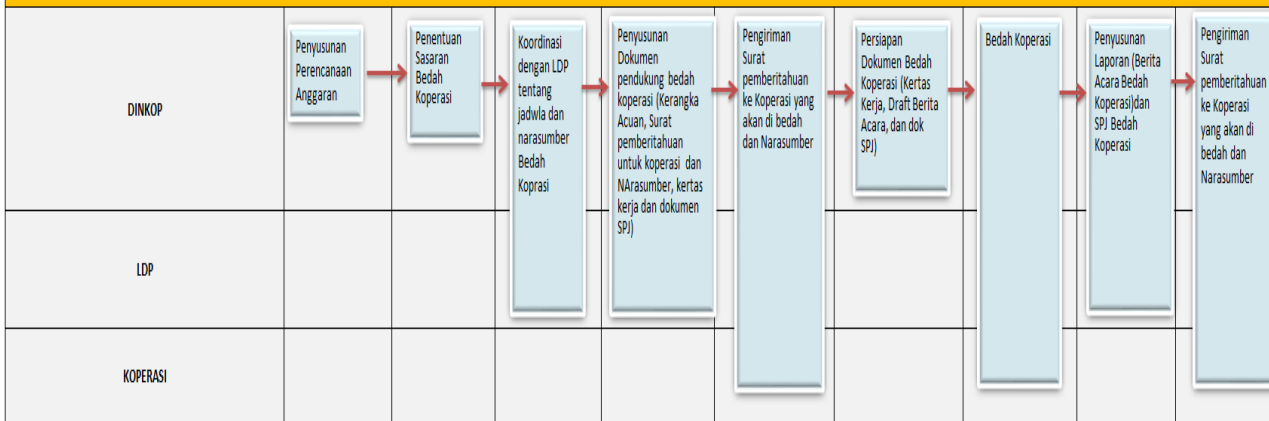 DINKOP
Penyusunan
Perencanaan
Anggaran
Penentuan
Sasaran
Bedah
Koperasi
Koordinasi
dengan LDP
tentang
jadwla dan
narasumber
Bedah
Koprasi
Penyusunan
Dokumen
pendukung bedah
koperasi (Kerangka
Acuan, Surat
pemberitahuan
untuk koperasi dan
NArasumber, kertas
kerja dan dokumen
SPJ)
Pengiriman
Surat
pemberitahuan
ke Koperasi yang
akan di bedah
dan Narasumber
Persiapan
Dokumen Bedah
Koperasi (Kertas
Kerja, Draft Berita
Acara, dan dok
SPJ)
Bedah Koperasi
Penyusunan
Laporan (Berita
Acara Bedah
Koperasi)dan
SPJ Bedah
Koperasi
Pengiriman
Surat
pemberitahuan
ke Koperasi
yang akan di
bedah dan
Narasumber
LDP
KOPERASI